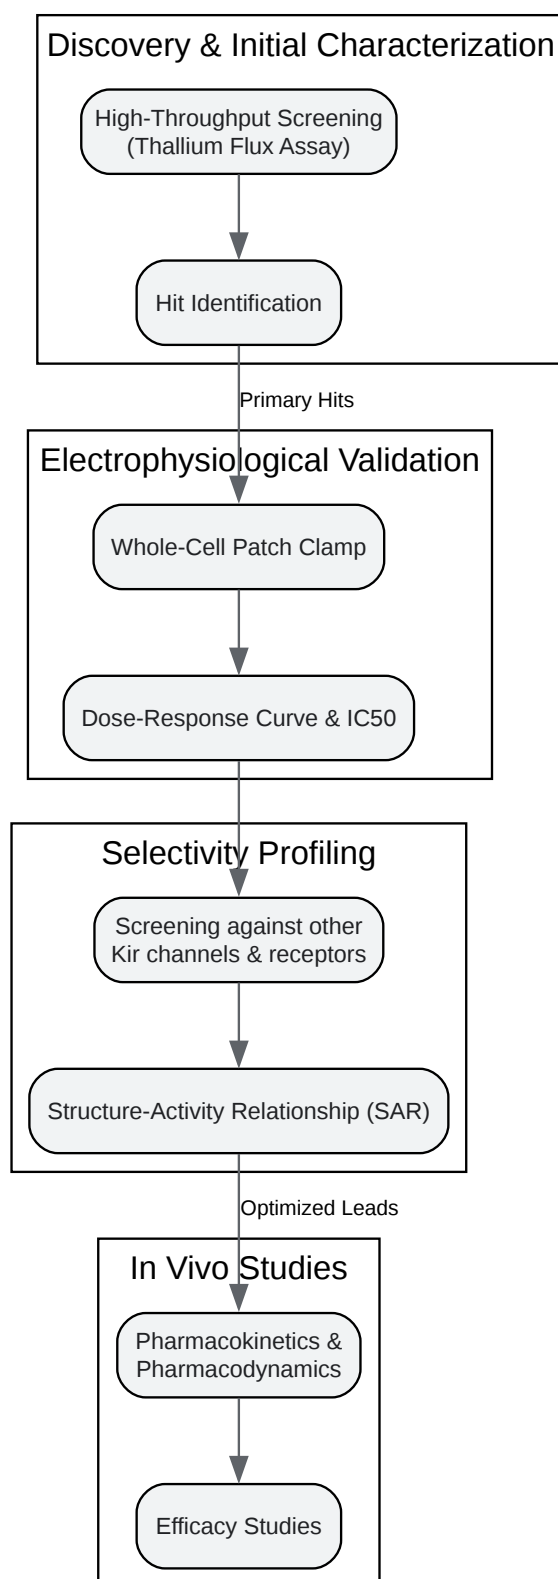 Discovery & Initial Characterization
High-Throughput Screening
(Thallium Flux Assay)
Hit Identification
Primary Hits
Electrophysiological Validation
Whole-Cell Patch Clamp
Dose-Response Curve & IC50
Selectivity Profiling
Screening against other
Kir channels & receptors
Structure-Activity Relationship (SAR)
Optimized Leads
In Vivo Studies
Pharmacokinetics &
Pharmacodynamics
Efficacy Studies